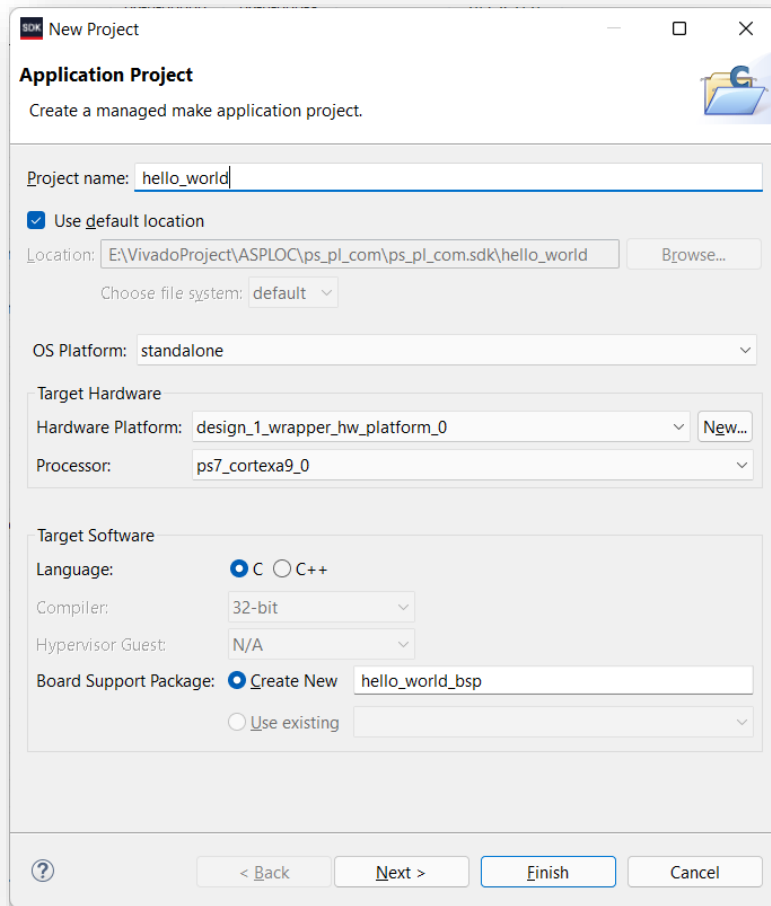 SDK New Project
Application Project
Create a managed make application project.
Project name: hello_world
Use default location
Location: E:\VivadoProject\ASPLOC\ps_pl_com\ps_pl_com.sdk\hello_world Browse...
Choose file system: default
OS Platform: standalone
Target Hardware
Hardware Platform: design_1_wrapper_hw_platform_0 New...
Processor: ps7_cortexa9_0
Target Software
Language: C C++
Compiler: 32-bit
Hypervisor Guest: N/A
Board Support Package: Create New hello_world_bsp
Use existing
? < Back Next > Finish Cancel